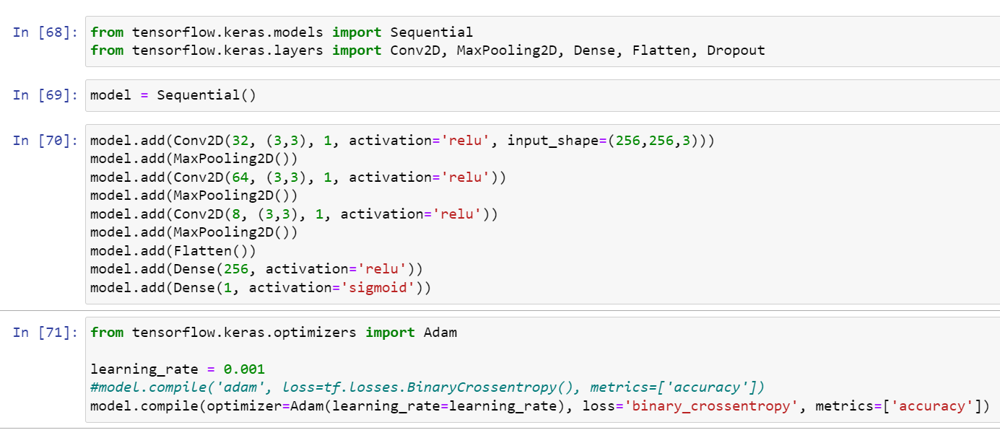 In [68]: from tensorflow.keras.models import Sequential
from tensorflow.keras.layers import Conv2D, MaxPooling2D, Dense, Flatten, Dropout
In [69]: model = Sequential()
In [70]: model.add(Conv2D(32, (3,3), 1, activation='relu', input_shape=(256,256,3)))
model.add(MaxPooling2D())
model.add(Conv2D(64, (3,3), 1, activation='relu'))
model.add(MaxPooling2D())
model.add(Conv2D(8, (3,3), 1, activation='relu'))
model.add(MaxPooling2D())
model.add(Flatten())
model.add(Dense(256, activation='relu'))
model.add(Dense(1, activation='sigmoid'))
In [71]: from tensorflow.keras.optimizers import Adam
learning_rate = 0.001
#model.compile('adam', loss=tf.losses.BinaryCrossentropy(), metrics=['accuracy'])
model.compile(optimizer=Adam(learning_rate=learning_rate), loss='binary_crossentropy', metrics=['accuracy'])